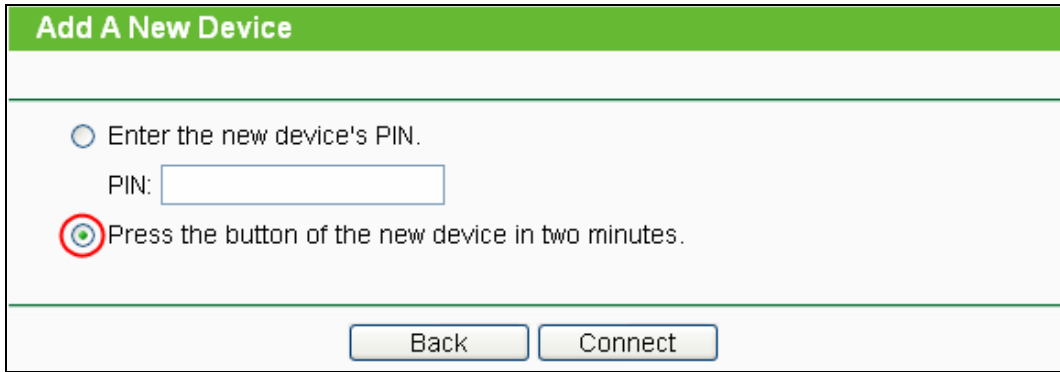 Add A New Device
Enter the new device's PIN.
PIN:
Press the button of the new device in two minutes.
Back Connect